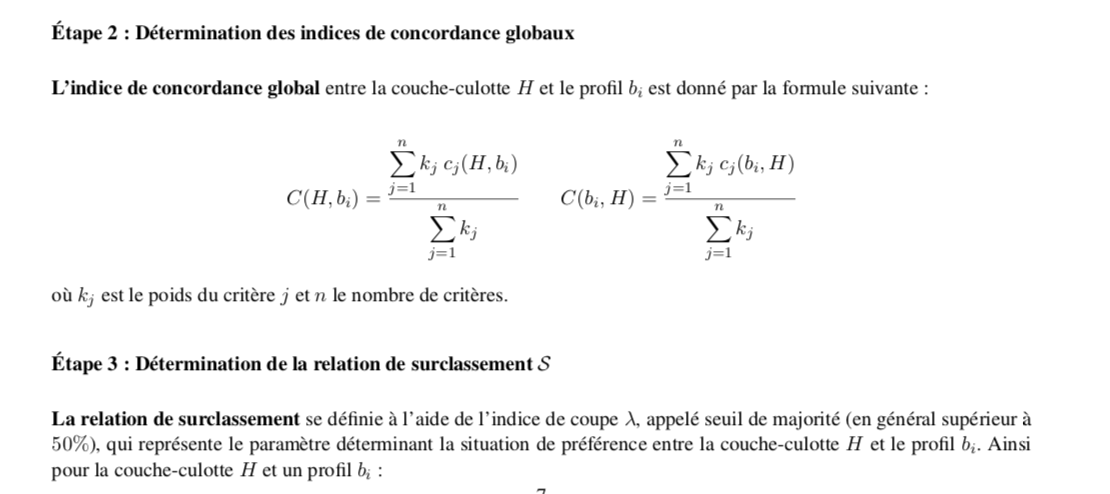 Étape 2 : Détermination des indices de concordance globaux
L'indice de concordance global entre la couche-culotte H et le profil b_i est donné par la formule suivante :
C(H, b_i) = \frac{\sum_{j=1}^{n} k_j c_j(H, b_i)}{\sum_{j=1}^{n} k_j} C(b_i, H) = \frac{\sum_{j=1}^{n} k_j c_j(b_i, H)}{\sum_{j=1}^{n} k_j}
où k_j est le poids du critère j et n le nombre de critères.
Étape 3 : Détermination de la relation de surclassement S
La relation de surclassement se définie à l'aide de l'indice de coupe λ, appelé seuil de majorité (en général supérieur à
50%), qui représente le paramètre déterminant la situation de préférence entre la couche-culotte H et le profil b_i. Ainsi
pour la couche-culotte H et un profil b_i :